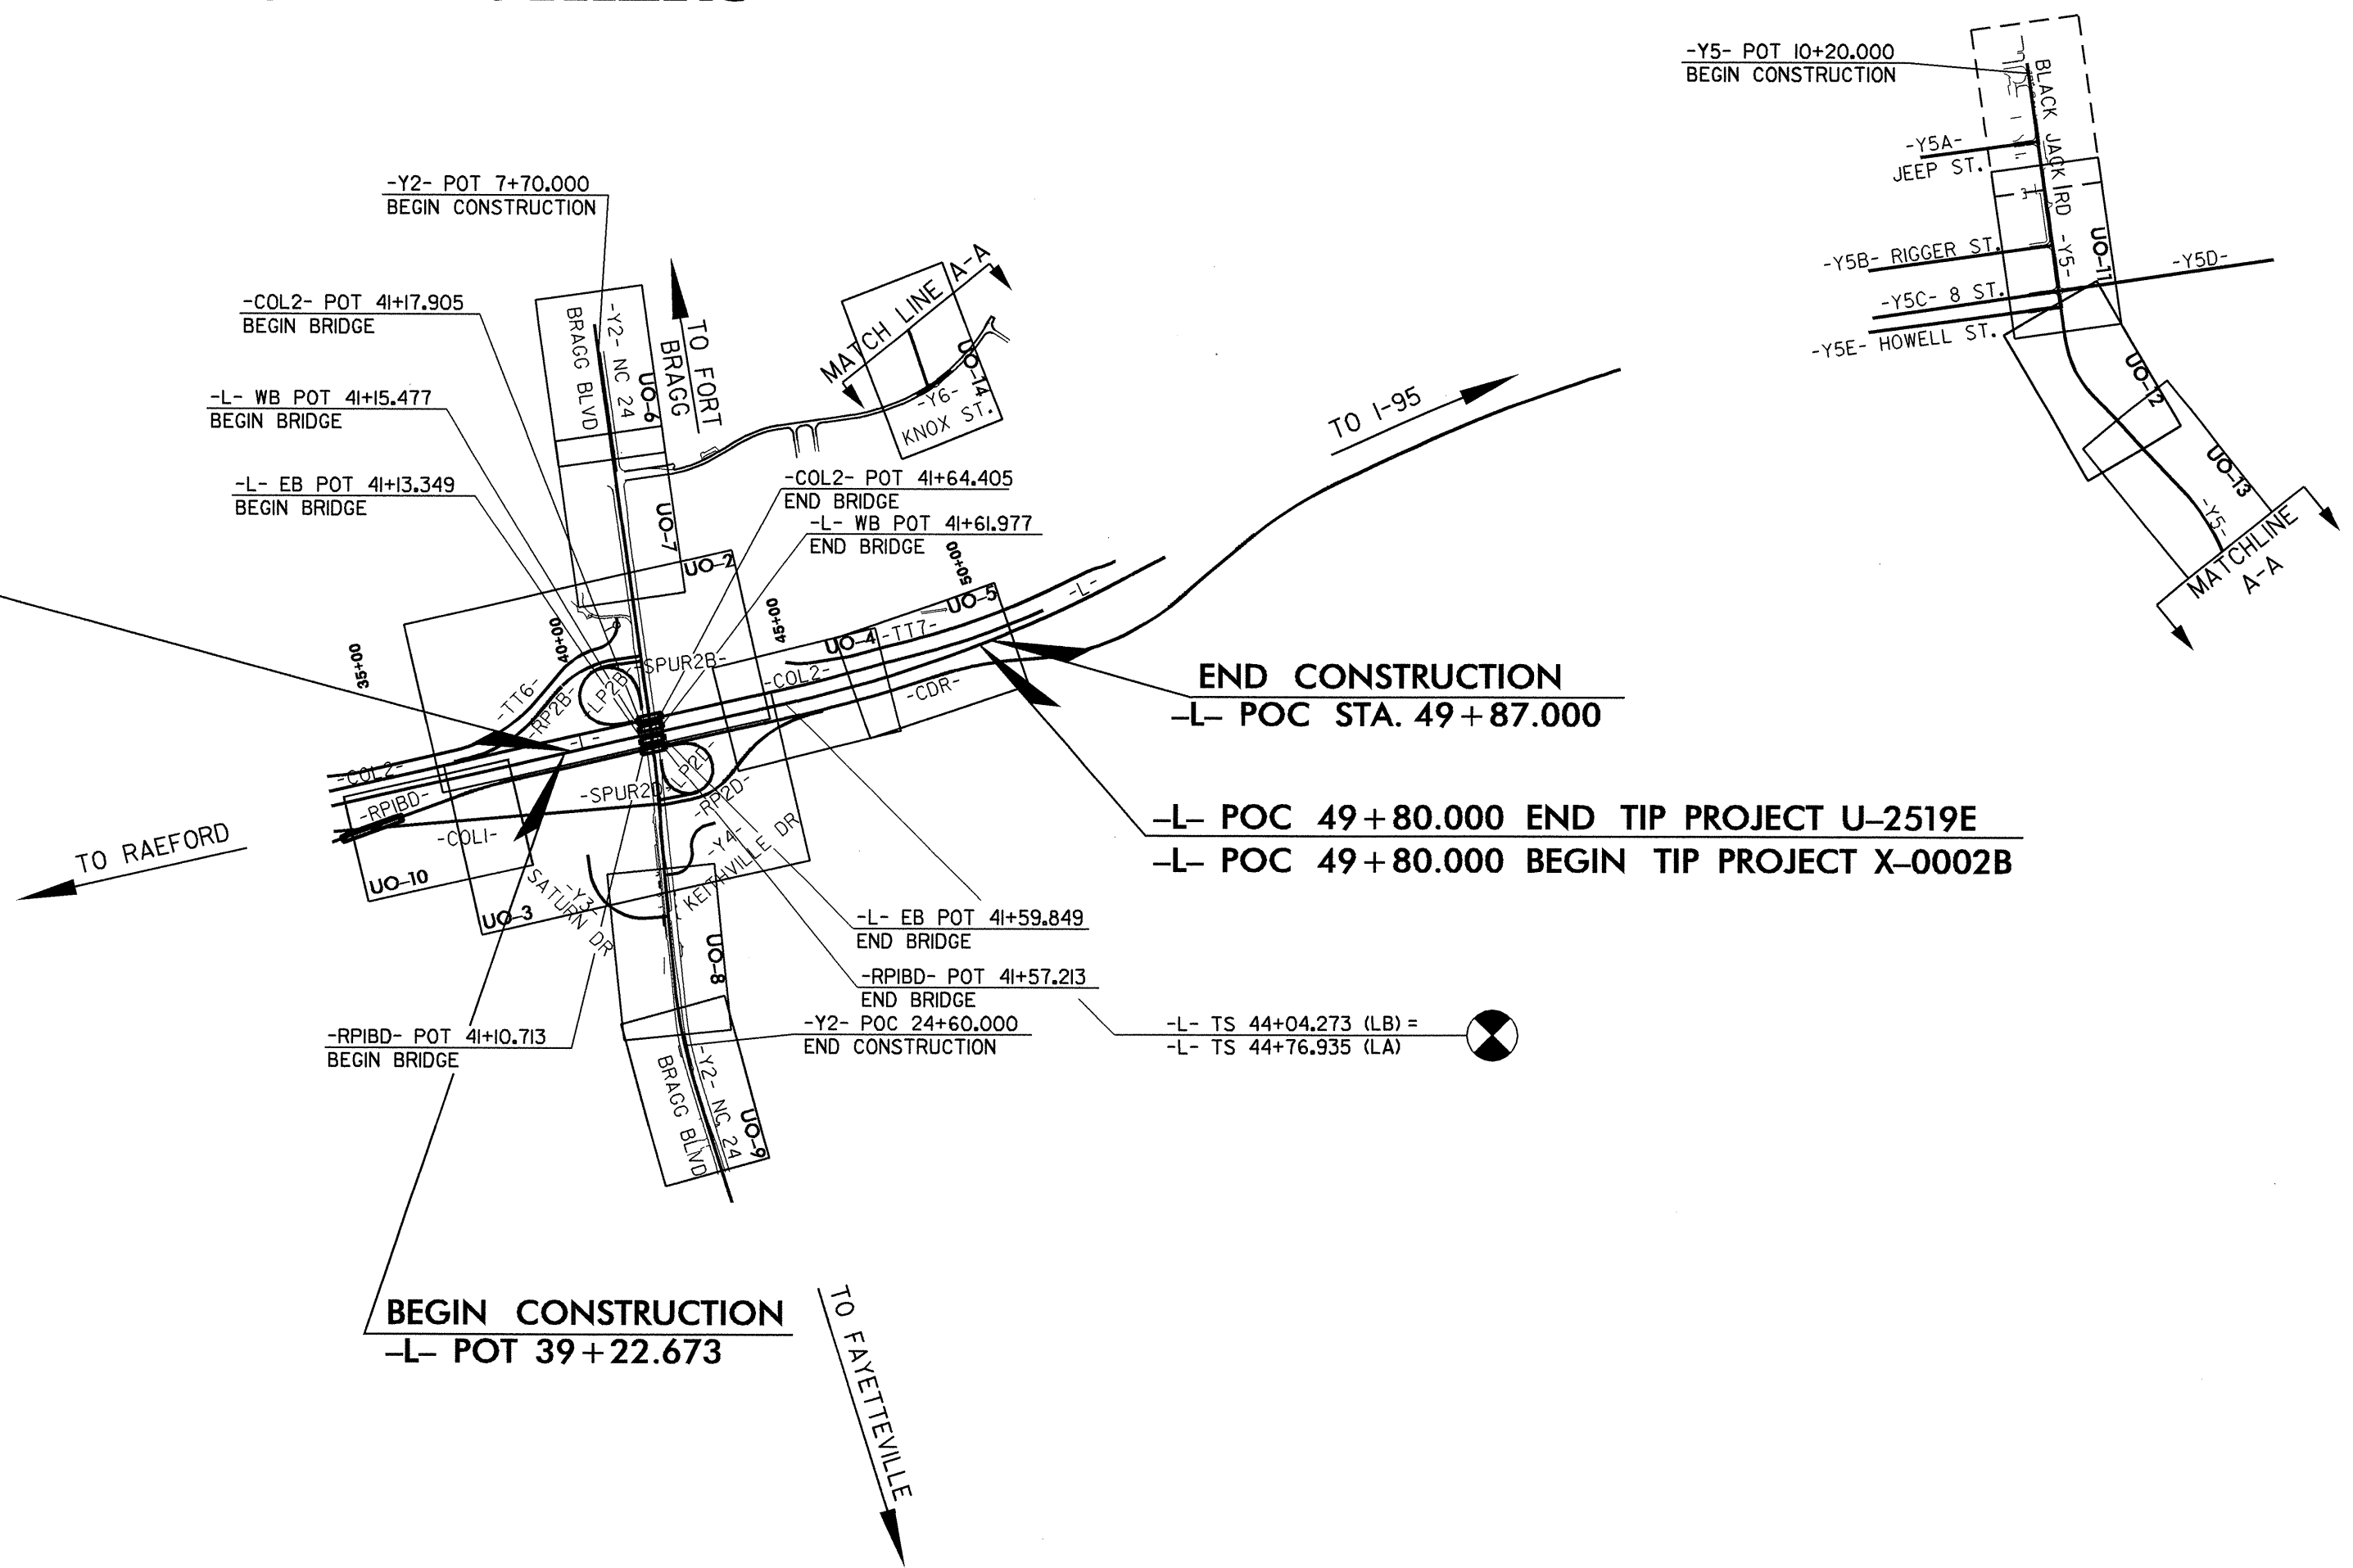 -Y5- POT 10+20.000
BEGIN CONSTRUCTION
BLACK JACK RD
-Y5A-
JEEP ST.
-Y5B- RIGGER ST.
-Y5-
UO-11
-Y5D-
-Y5C- 8 ST.
-Y5E- HOWELL ST.
UO-12
UO-13
-Y5-
MATCHLINE
A-A
-Y2- POT 7+70.000
BEGIN CONSTRUCTION
-COL2- POT 41+17.905
BEGIN BRIDGE
-L- WB POT 41+15.477
BEGIN BRIDGE
-L- EB POT 41+13.349
BEGIN BRIDGE
-Y2- NC 24
BRAGG BLVD
UO-6
TO FORT
BRAGG
MATCH LINE A-A
UO-14
-Y6-
KNOX ST.
TO I-95
-COL2- POT 41+64.405
END BRIDGE
-L- WB POT 41+61.977
END BRIDGE
UO-7
UO-2
50+00
45+00
40+00
35+00
UO-5
UO-4
-TT7-
-L-
-SPUR2B-
-COL2-
-CDR-
-TT6-
-RP2B-
-LP2B-
-L-
-COL2-
-RP1BD-
-COL1-
-SPUR2D-
-LP2D-
-RP2D-
-Y4-
KEITHVILLE DR
-Y3-
SATURN DR
UO-10
UO-3
UO-8
TO RAEFORD
END CONSTRUCTION
-L- POC STA. 49+87.000
-L- POC 49+80.000 END TIP PROJECT U-2519E
-L- POC 49+80.000 BEGIN TIP PROJECT X-0002B
-L- EB POT 41+59.849
END BRIDGE
-RP1BD- POT 41+57.213
END BRIDGE
-Y2- POC 24+60.000
END CONSTRUCTION
-L- TS 44+04.273 (LB) =
-L- TS 44+76.935 (LA)
-RP1BD- POT 41+10.713
BEGIN BRIDGE
-Y2- NC 24
BRAGG BLVD
UO-9
BEGIN CONSTRUCTION
-L- POT 39+22.673
TO FAYETTEVILLE